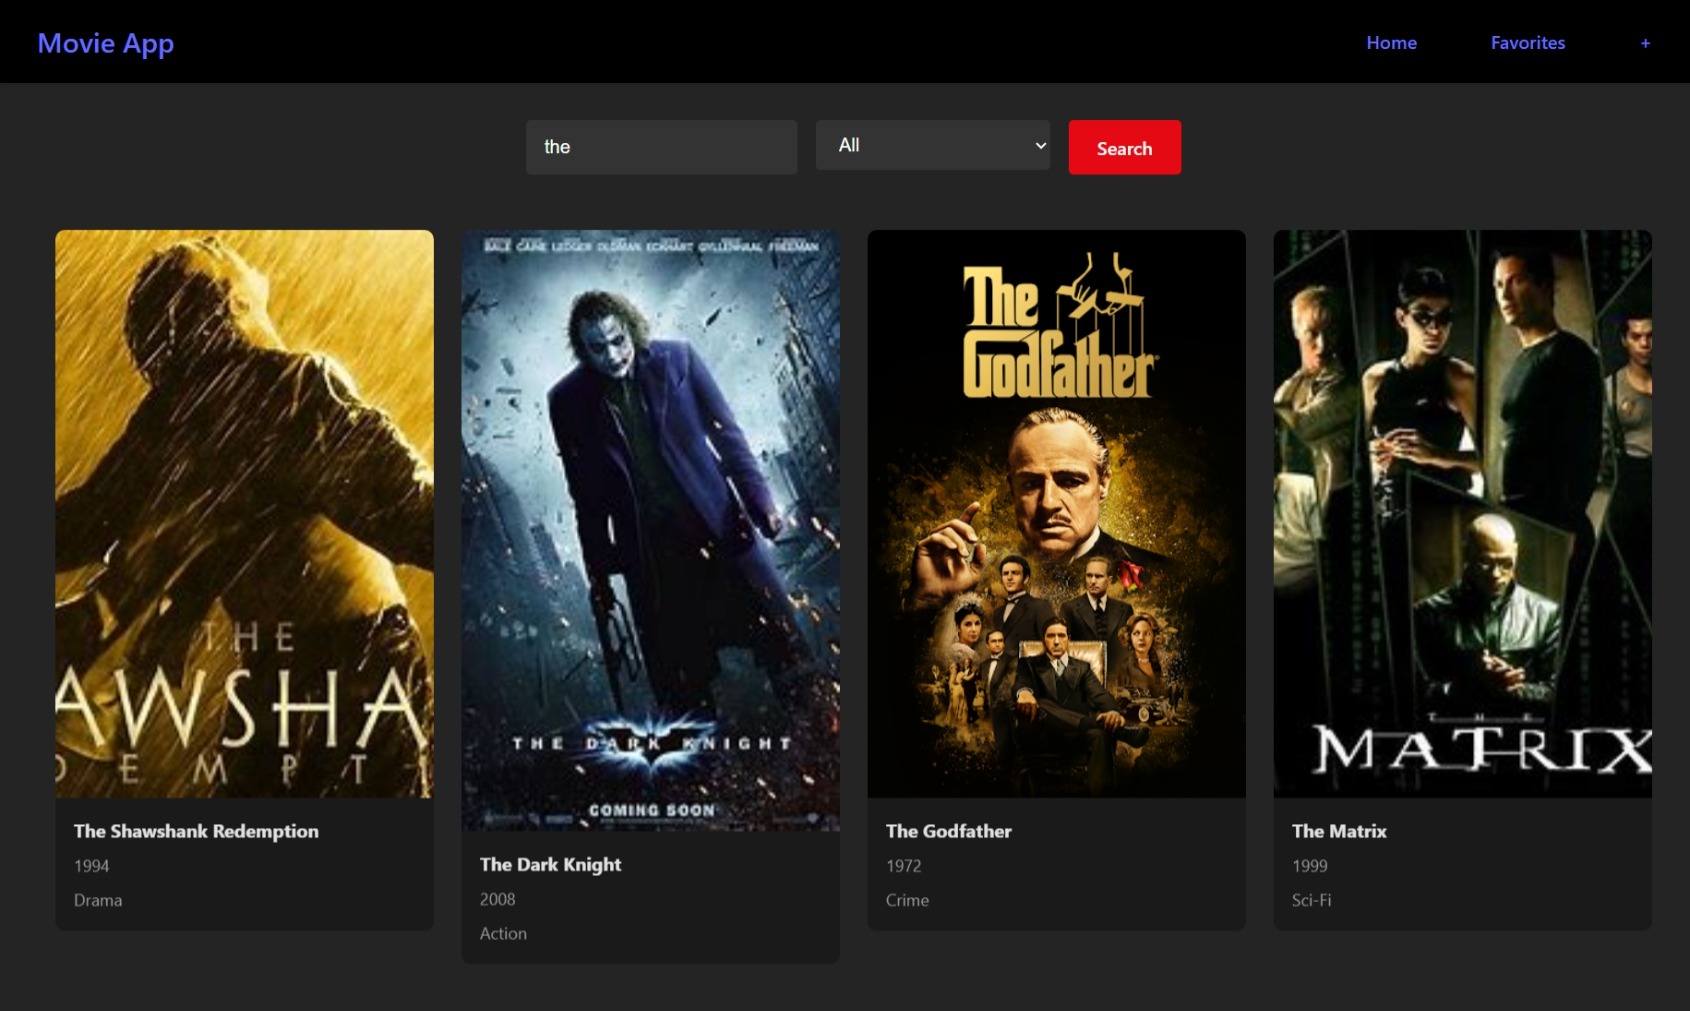 Movie App
Home
Favorites
+
the
All
Search
THE
AWSHA
DEMPT
The Shawshank Redemption
1994
Drama
BALE CAINE LEDGER OLDMAN ECKHART GYLLENHAAL FREEMAN
THE DARK KNIGHT
COMING SOON
The Dark Knight
2008
Action
The
Godfather
The Godfather
1972
Crime
THE
MATRIX
The Matrix
1999
Sci-Fi